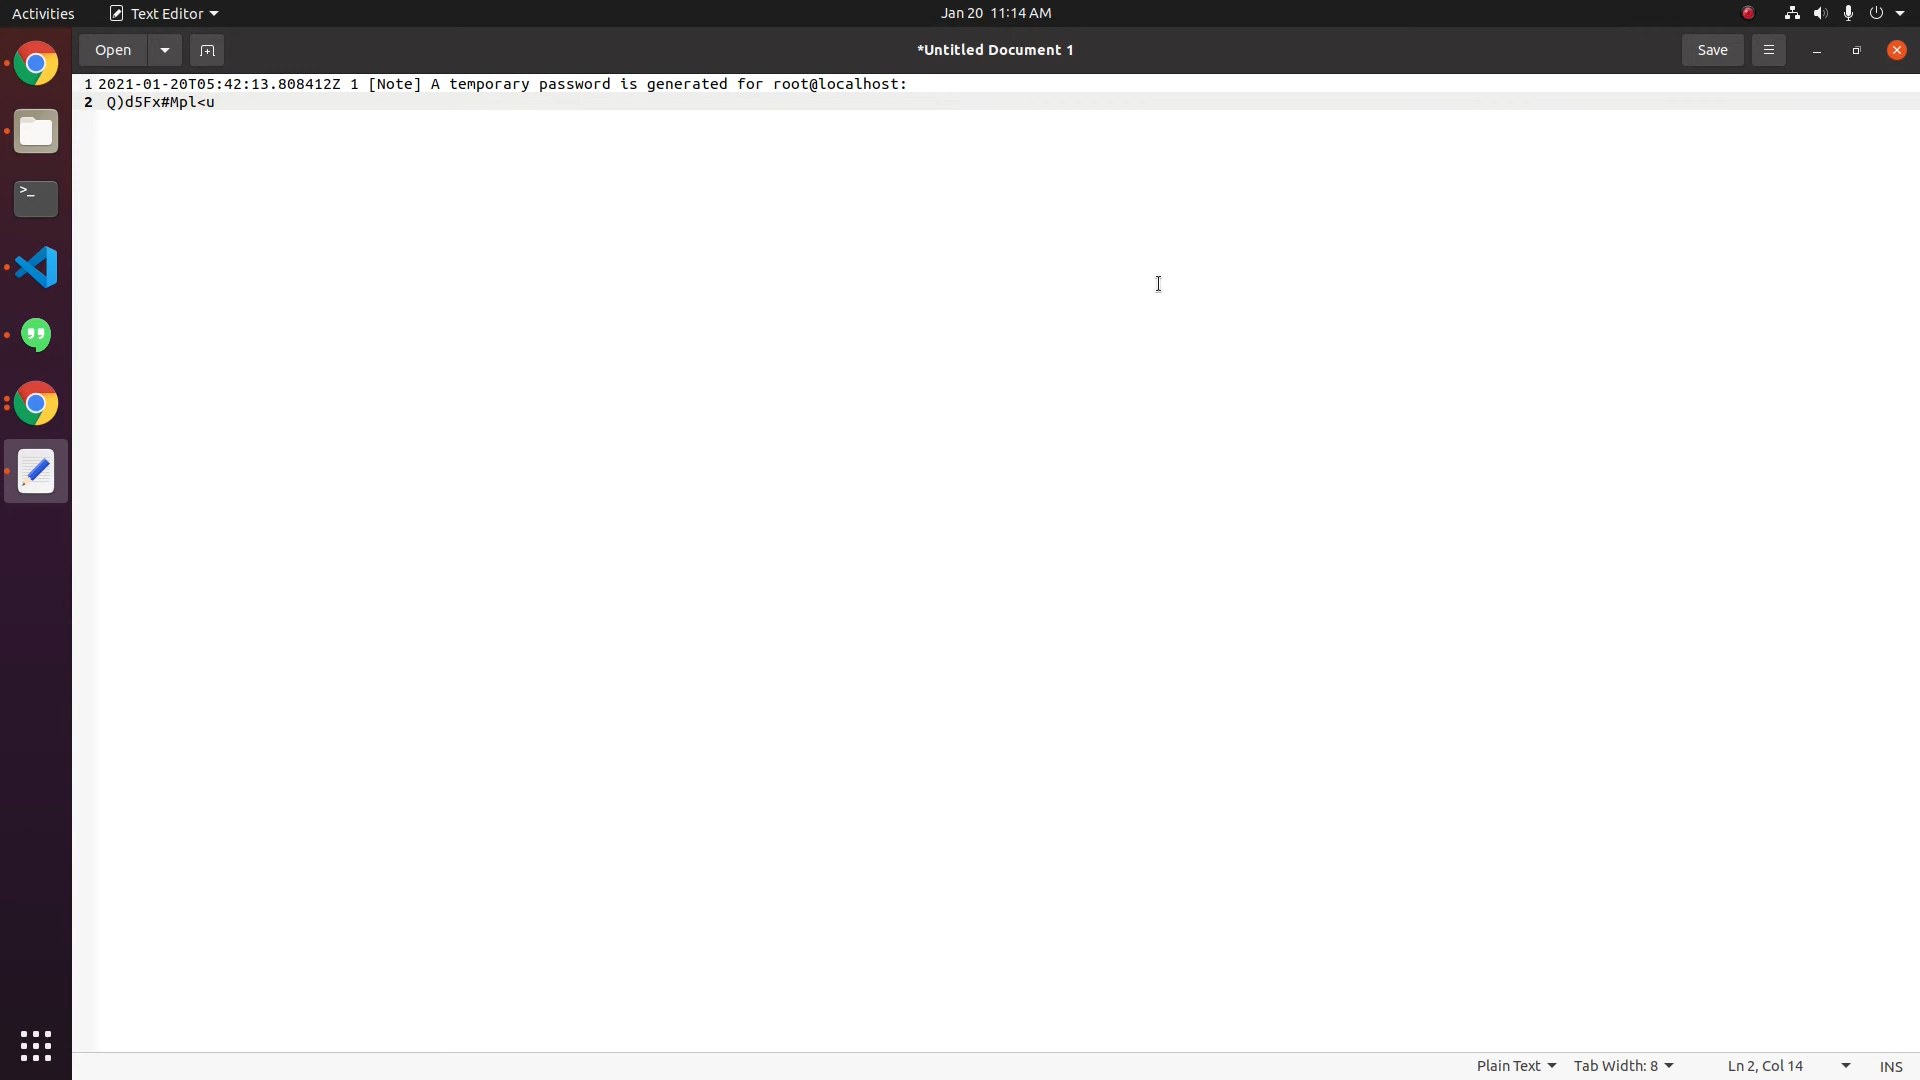 Activities Text Editor Jan 20 11:14 AM
Open *Untitled Document 1 Save
1 2021-01-20T05:42:13.808412Z 1 [Note] A temporary password is generated for root@localhost:
2 Q)d5Fx#Mpl<u
Plain Text Tab Width: 8 Ln 2, Col 14 INS